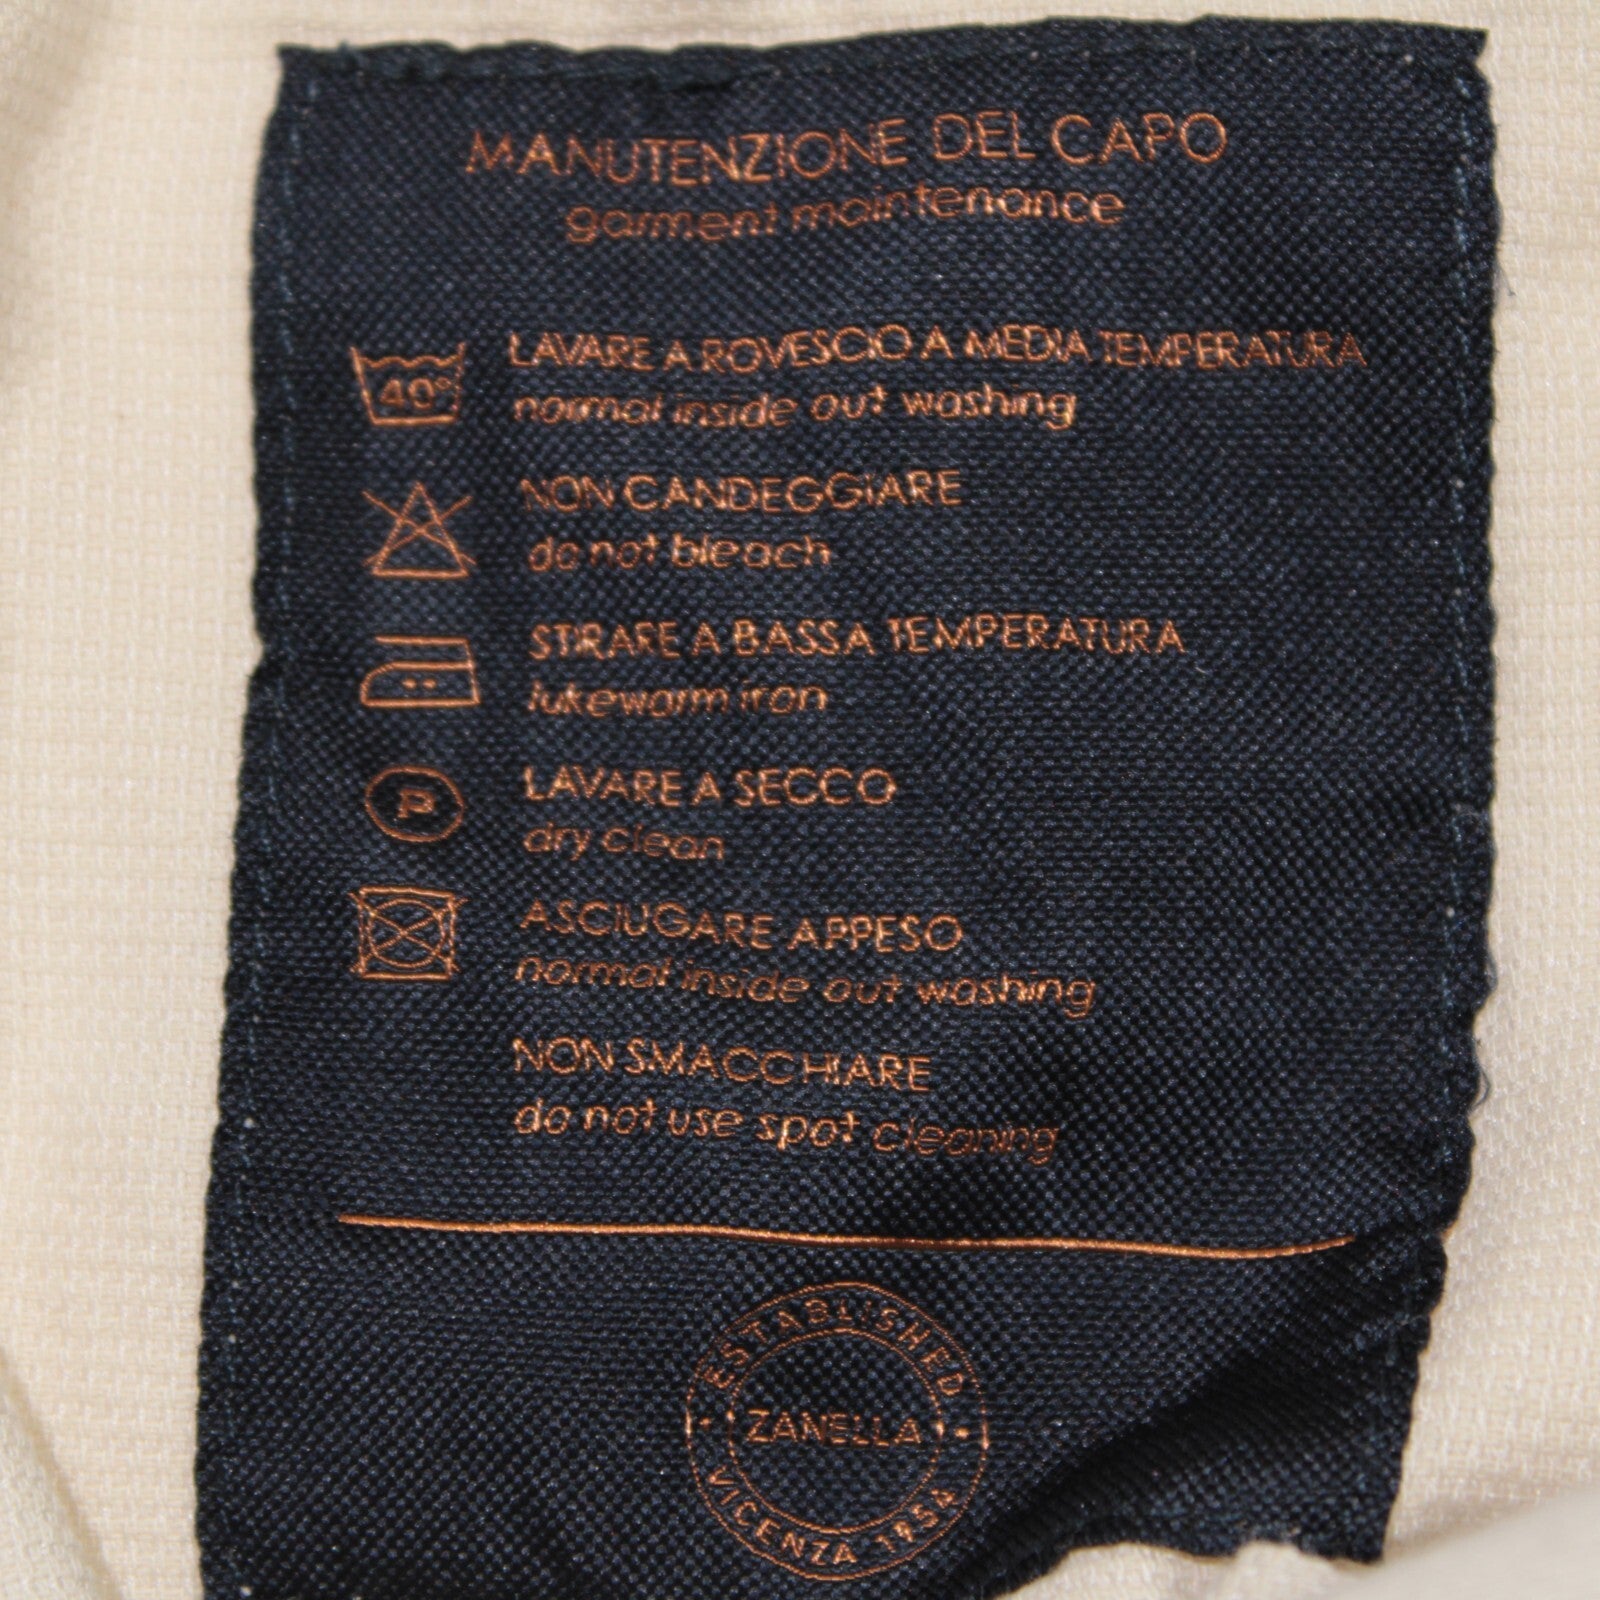 MANUTENZIONE DEL CAPO
garment maintenance
40°
LAVARE A ROVESCIO A MEDIA TEMPERATURA
normal inside out washing
NON CANDEGGIARE
do not bleach
STIRARE A BASSA TEMPERATURA
lukewarm iron
P
LAVARE A SECCO
dry clean
ASCIUGARE APPESO
normal inside out washing
NON SMACCHIARE
do not use spot cleaning
ESTABLISHED
ZANELLA
VICENZA 1954